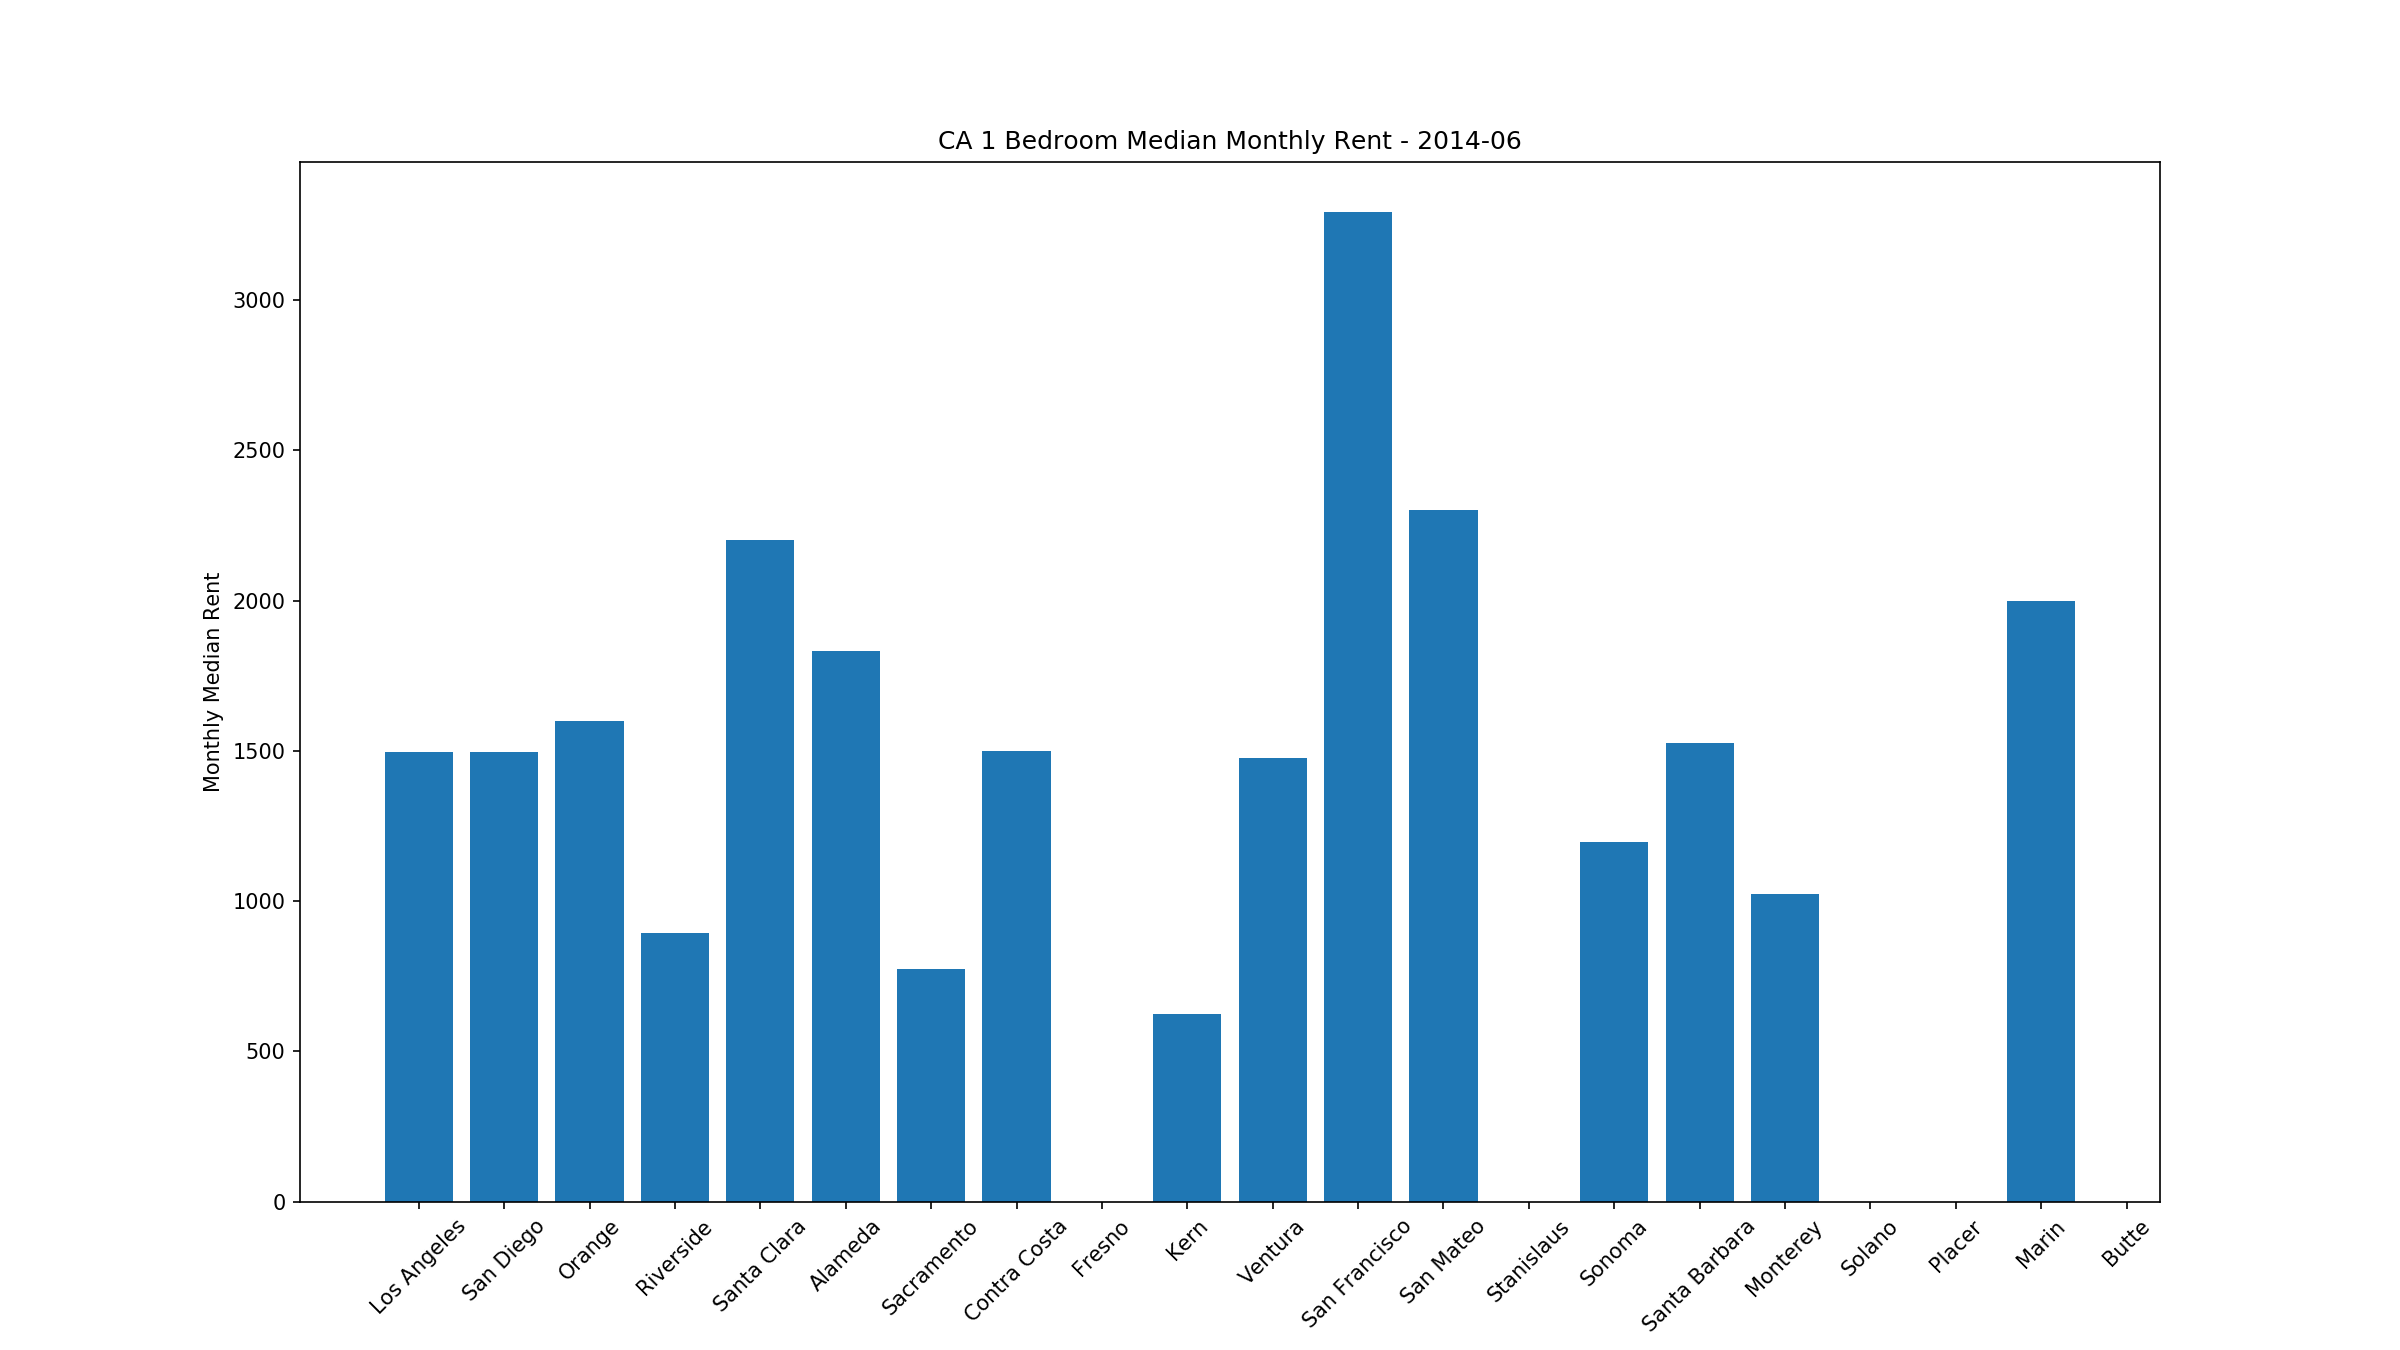 CA 1 Bedroom Median Monthly Rent - 2014-06
Monthly Median Rent
3000
2500
2000
1500
1000
500
0
Los Angeles
San Diego
Orange
Riverside
Santa Clara
Alameda
Sacramento
Contra Costa
Fresno
Kern
Ventura
San Francisco
San Mateo
Stanislaus
Sonoma
Santa Barbara
Monterey
Solano
Placer
Marin
Butte